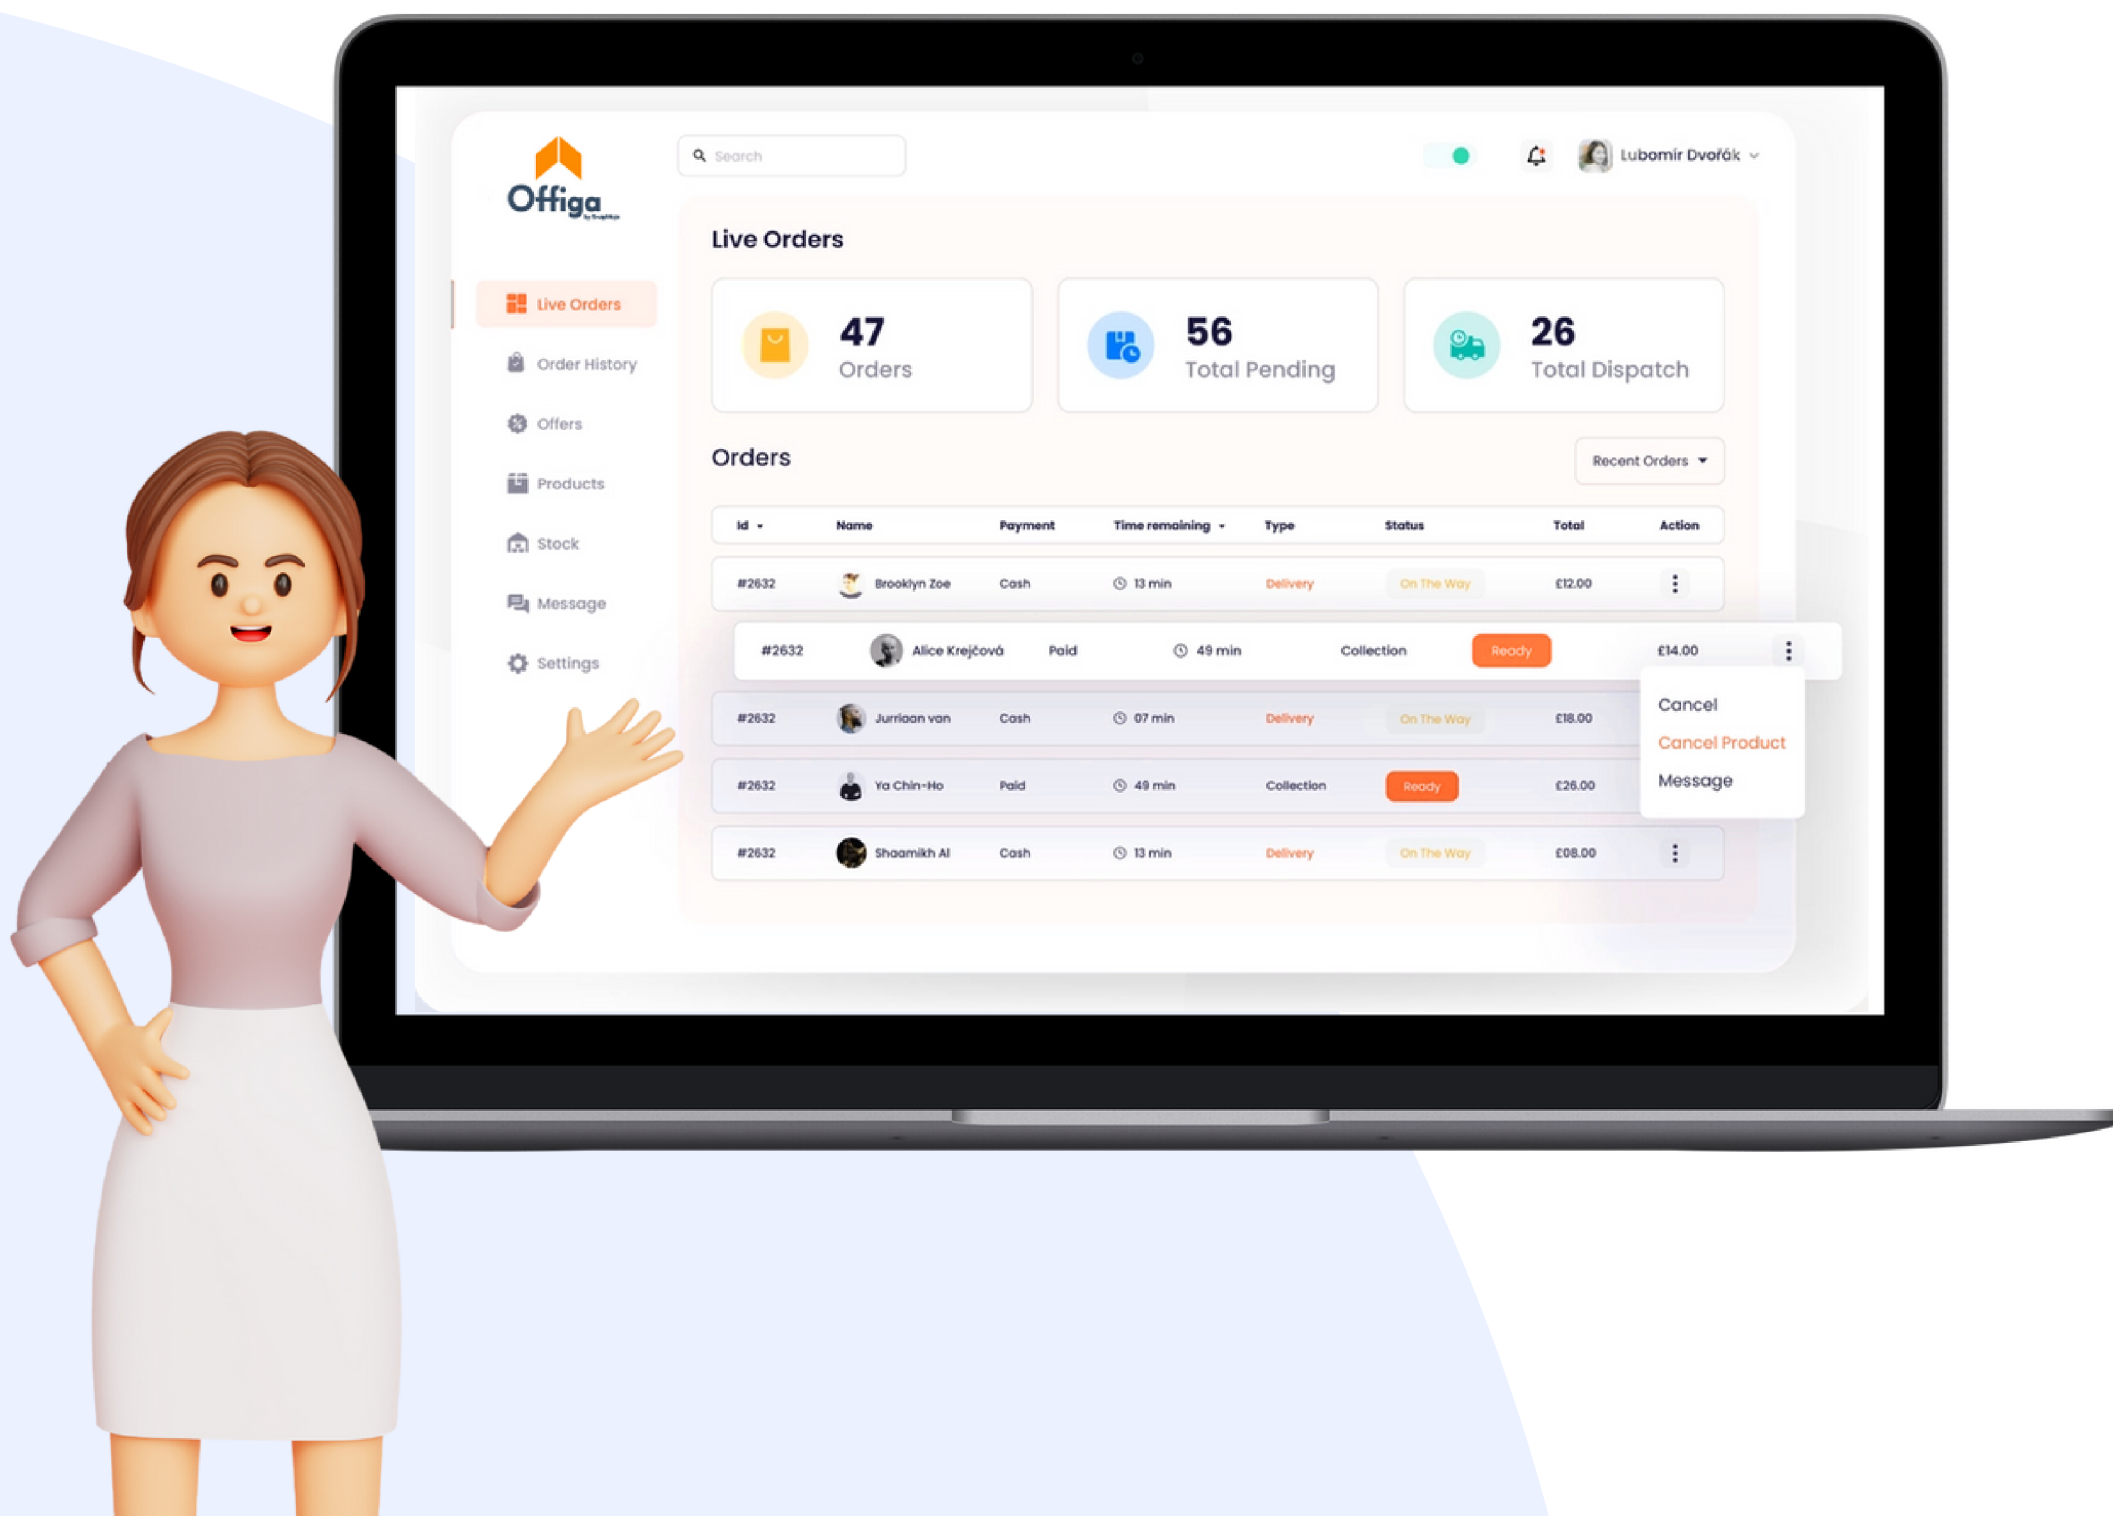 Offiga
Search
Lubomír Dvořák
Live Orders
Live Orders
Order History
Offers
Products
Stock
Message
Settings
47
Orders
56
Total Pending
26
Total Dispatch
Orders
Recent Orders
Id Name Payment Time remaining Type Status Total Action
#2632 Brooklyn Zoe Cash 13 min Delivery On The Way £12.00
#2632 Alice Krejčová Paid 49 min Collection Ready £14.00
#2632 Jurriaan van Cash 07 min Delivery On The Way £18.00
#2632 Ya Chin-Ho Paid 49 min Collection Ready £26.00
#2632 Shaamikh Al Cash 13 min Delivery On The Way £08.00
Cancel
Cancel Product
Message